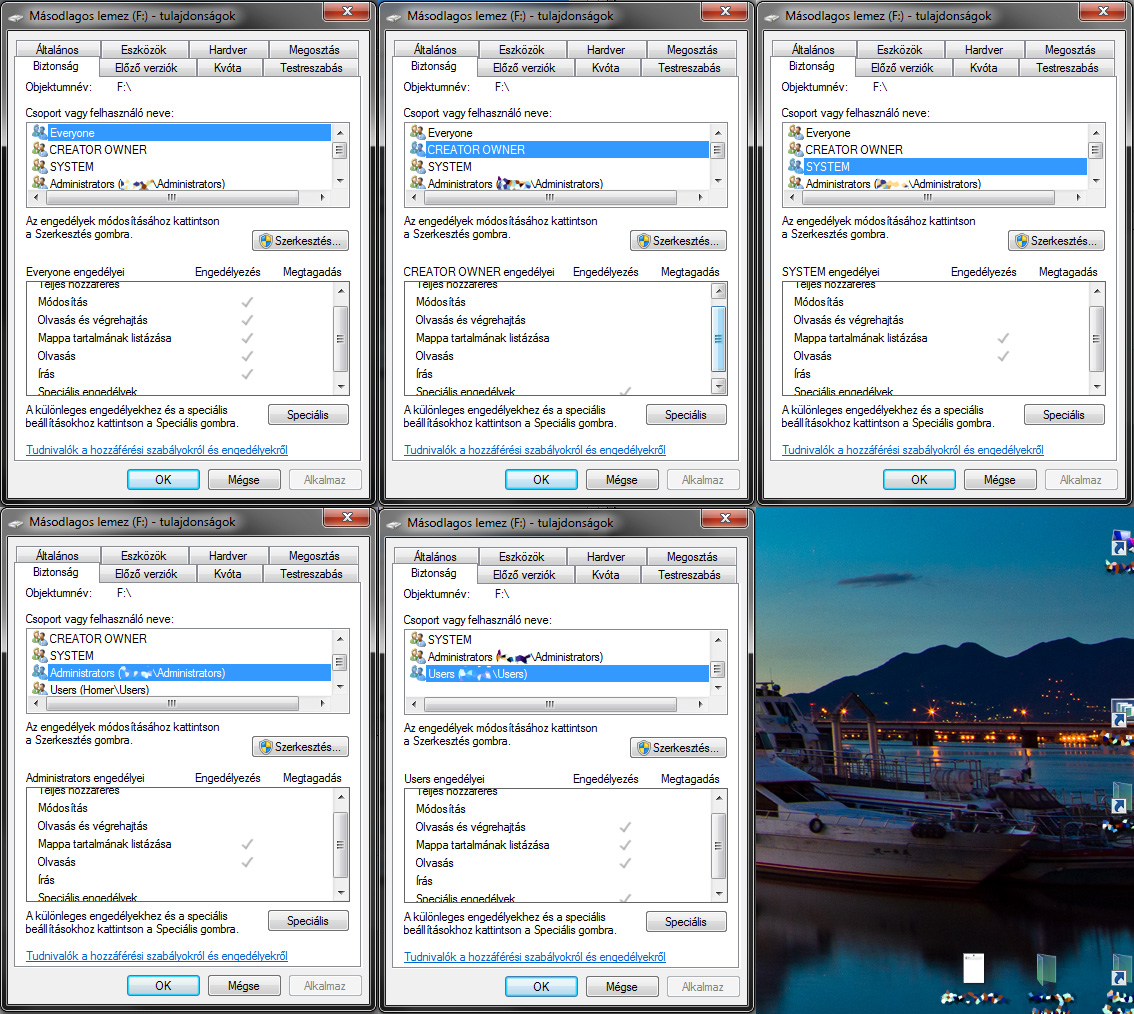 Másodlagos lemez (F:) - tulajdonságok
Általános Eszközök Hardver Megosztás
Biztonság Előző verziók Kvóta Testreszabás
Objektumnév: F:\
Csoport vagy felhasználó neve:
Everyone
CREATOR OWNER
SYSTEM
Administrators ( \Administrators)
Az engedélyek módosításához kattintson
a Szerkesztés gombra.
Szerkesztés...
Everyone engedélyei Engedélyezés Megtagadás
Teljes hozzáférés
Módosítás
Olvasás és végrehajtás
Mappa tartalmának listázása
Olvasás
Írás
Speciális engedélyek
A különleges engedélyekhez és a speciális
beállításokhoz kattintson a Speciális gombra.
Speciális
Tudnivalók a hozzáférési szabályokról és engedélyekről
OK Mégse Alkalmaz
Másodlagos lemez (F:) - tulajdonságok
Általános Eszközök Hardver Megosztás
Biztonság Előző verziók Kvóta Testreszabás
Objektumnév: F:\
Csoport vagy felhasználó neve:
Everyone
CREATOR OWNER
SYSTEM
Administrators ( \Administrators)
Az engedélyek módosításához kattintson
a Szerkesztés gombra.
Szerkesztés...
CREATOR OWNER engedélyei Engedélyezés Megtagadás
Teljes hozzáférés
Módosítás
Olvasás és végrehajtás
Mappa tartalmának listázása
Olvasás
Írás
Speciális engedélyek
A különleges engedélyekhez és a speciális
beállításokhoz kattintson a Speciális gombra.
Speciális
Tudnivalók a hozzáférési szabályokról és engedélyekről
OK Mégse Alkalmaz
Másodlagos lemez (F:) - tulajdonságok
Általános Eszközök Hardver Megosztás
Biztonság Előző verziók Kvóta Testreszabás
Objektumnév: F:\
Csoport vagy felhasználó neve:
Everyone
CREATOR OWNER
SYSTEM
Administrators ( \Administrators)
Az engedélyek módosításához kattintson
a Szerkesztés gombra.
Szerkesztés...
SYSTEM engedélyei Engedélyezés Megtagadás
Teljes hozzáférés
Módosítás
Olvasás és végrehajtás
Mappa tartalmának listázása
Olvasás
Írás
Speciális engedélyek
A különleges engedélyekhez és a speciális
beállításokhoz kattintson a Speciális gombra.
Speciális
Tudnivalók a hozzáférési szabályokról és engedélyekről
OK Mégse Alkalmaz
Másodlagos lemez (F:) - tulajdonságok
Általános Eszközök Hardver Megosztás
Biztonság Előző verziók Kvóta Testreszabás
Objektumnév: F:\
Csoport vagy felhasználó neve:
CREATOR OWNER
SYSTEM
Administrators ( \Administrators)
Users (Homer\Users)
Az engedélyek módosításához kattintson
a Szerkesztés gombra.
Szerkesztés...
Administrators engedélyei Engedélyezés Megtagadás
Teljes hozzáférés
Módosítás
Olvasás és végrehajtás
Mappa tartalmának listázása
Olvasás
Írás
Speciális engedélyek
A különleges engedélyekhez és a speciális
beállításokhoz kattintson a Speciális gombra.
Speciális
Tudnivalók a hozzáférési szabályokról és engedélyekről
OK Mégse Alkalmaz
Másodlagos lemez (F:) - tulajdonságok
Általános Eszközök Hardver Megosztás
Biztonság Előző verziók Kvóta Testreszabás
Objektumnév: F:\
Csoport vagy felhasználó neve:
SYSTEM
Administrators ( \Administrators)
Users ( \Users)
Az engedélyek módosításához kattintson
a Szerkesztés gombra.
Szerkesztés...
Users engedélyei Engedélyezés Megtagadás
Teljes hozzáférés
Módosítás
Olvasás és végrehajtás
Mappa tartalmának listázása
Olvasás
Írás
Speciális engedélyek
A különleges engedélyekhez és a speciális
beállításokhoz kattintson a Speciális gombra.
Speciális
Tudnivalók a hozzáférési szabályokról és engedélyekről
OK Mégse Alkalmaz